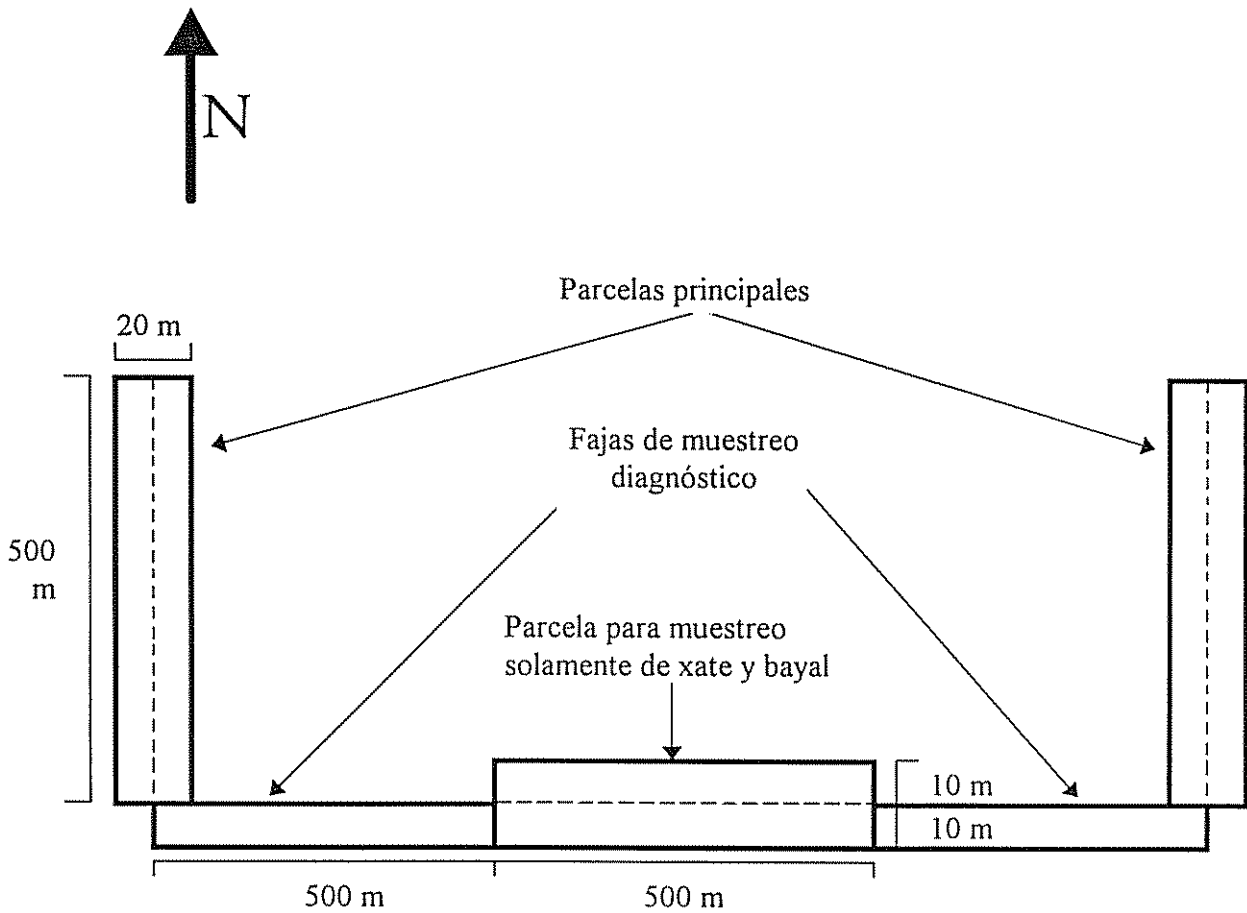 N
Parcelas principales
20 m
Fajas de muestreo
diagnóstico
500
m
Parcela para muestreo
solamente de xate y bayal
10 m
10 m
500 m
500 m